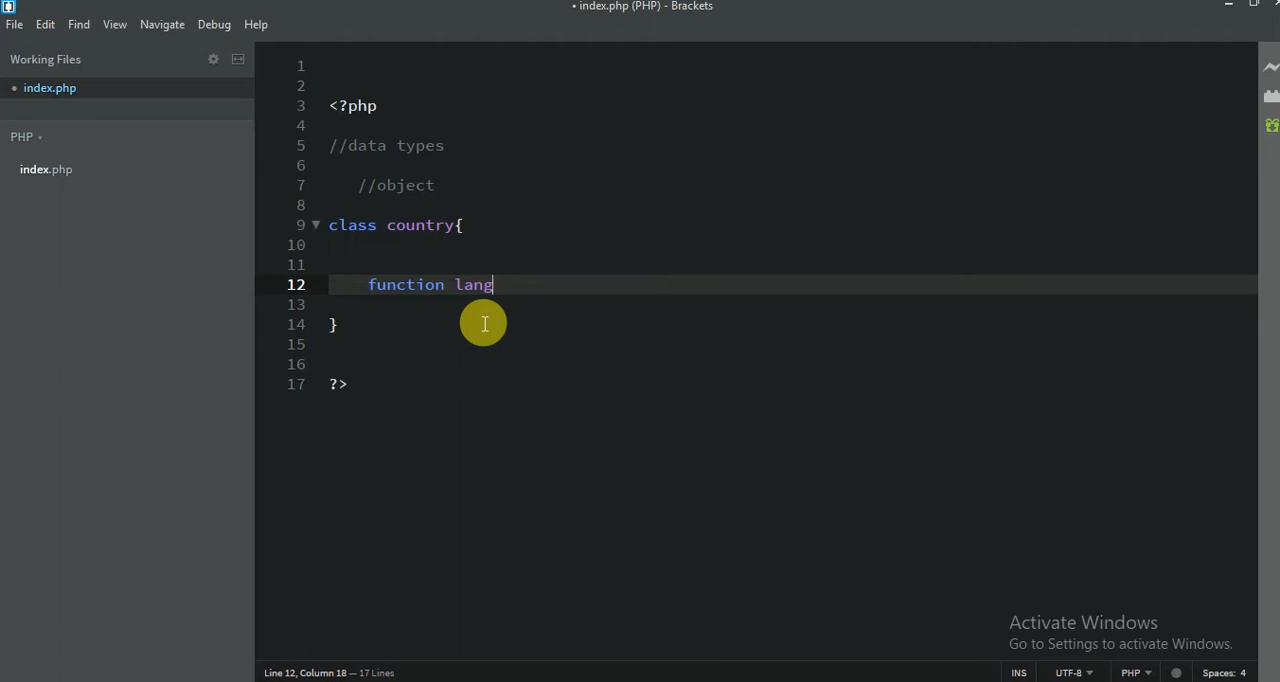 • index.php (PHP) - Brackets
File Edit Find View Navigate Debug Help
Working Files
• index.php
PHP
index.php
1
2
3 <?php
4
5 //data types
6
7 //object
8
9 class country{
10
11
12 function lang
13
14 }
15
16
17 ?>
Activate Windows
Go to Settings to activate Windows.
Line 12, Column 18 — 17 Lines INS UTF-8 PHP Spaces: 4